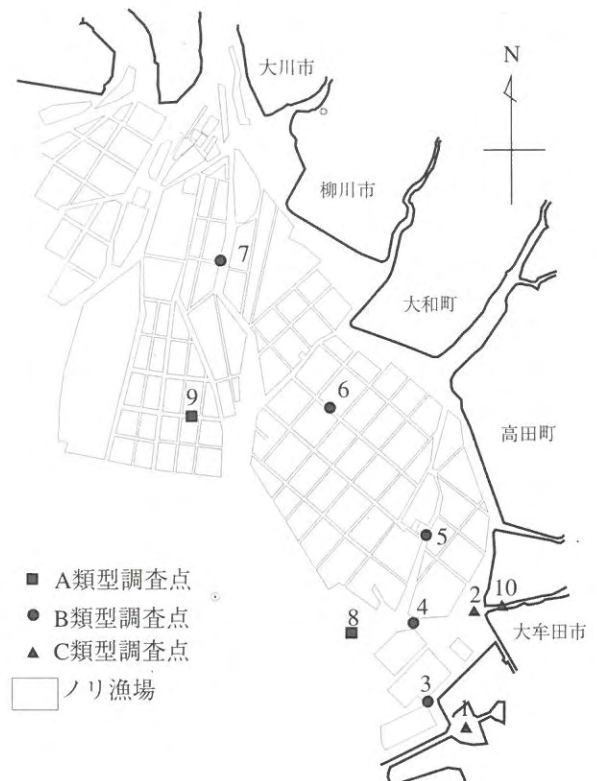 N
大川市
柳川市
7
大和町
6
9
高田町
5
2 10
4
8
大牟田市
3
1
A類型調査点
B類型調査点
C類型調査点
ノリ漁場